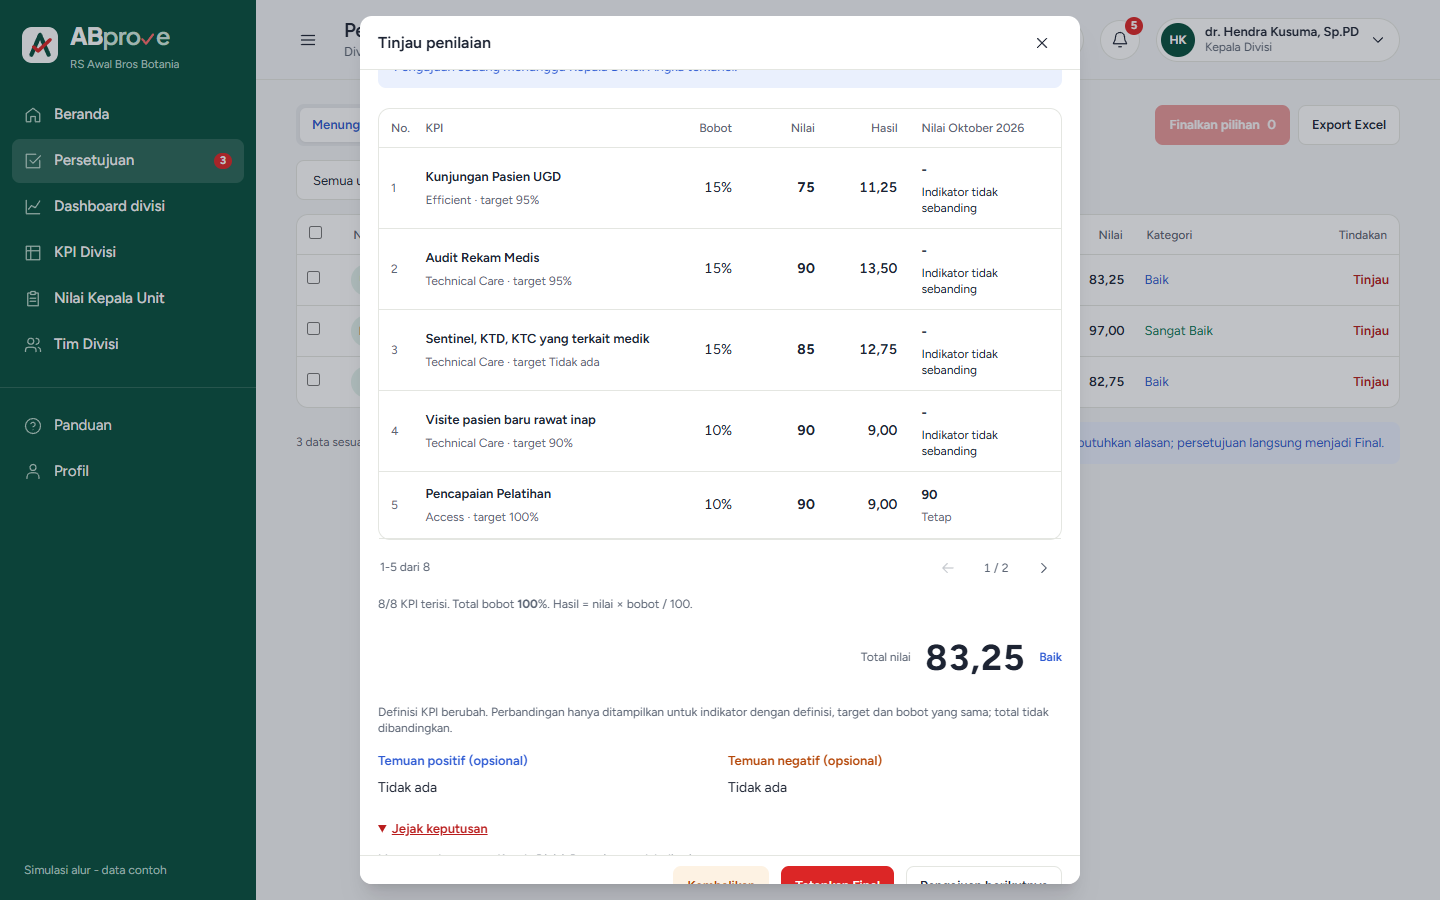 ABprove
RS Awal Bros Botania
Beranda
Persetujuan 3
Dashboard divisi
KPI Divisi
Nilai Kepala Unit
Tim Divisi
Panduan
Profil
Simulasi alur - data contoh
5
HK
dr. Hendra Kusuma, Sp.PD
Kepala Divisi
Finalkan pilihan 0
Export Excel
Nilai Kategori Tindakan
83,25 Baik Tinjau
97,00 Sangat Baik Tinjau
82,75 Baik Tinjau
3 data
alasan; persetujuan langsung menjadi Final.
Tinjau penilaian
No. KPI Bobot Nilai Hasil Nilai Oktober 2026
1 Kunjungan Pasien UGD 15% 75 11,25 -
Efficient · target 95% Indikator tidak
sebanding
2 Audit Rekam Medis 15% 90 13,50 -
Technical Care · target 95% Indikator tidak
sebanding
3 Sentinel, KTD, KTC yang terkait medik 15% 85 12,75 -
Technical Care · target Tidak ada Indikator tidak
sebanding
4 Visite pasien baru rawat inap 10% 90 9,00 -
Technical Care · target 90% Indikator tidak
sebanding
5 Pencapaian Pelatihan 10% 90 9,00 90
Access · target 100% Tetap
1-5 dari 8
1 / 2
8/8 KPI terisi. Total bobot 100%. Hasil = nilai × bobot / 100.
Total nilai 83,25 Baik
Definisi KPI berubah. Perbandingan hanya ditampilkan untuk indikator dengan definisi, target dan bobot yang sama; total tidak
dibandingkan.
Temuan positif (opsional)
Tidak ada
Temuan negatif (opsional)
Tidak ada
Jejak keputusan